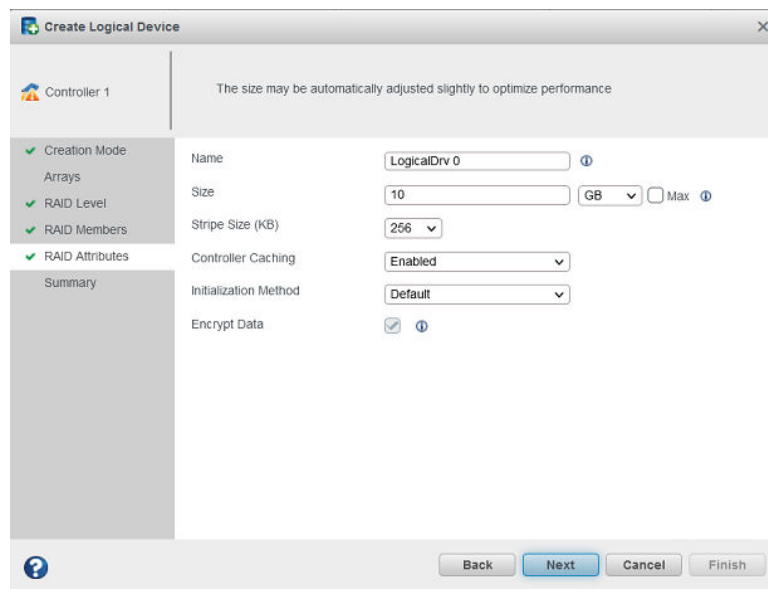 Create Logical Device
Controller 1
The size may be automatically adjusted slightly to optimize performance
Creation Mode
Arrays
RAID Level
RAID Members
RAID Attributes
Summary
Name LogicalDrv 0
Size 10 GB Max
Stripe Size (KB) 256
Controller Caching Enabled
Initialization Method Default
Encrypt Data
Back Next Cancel Finish